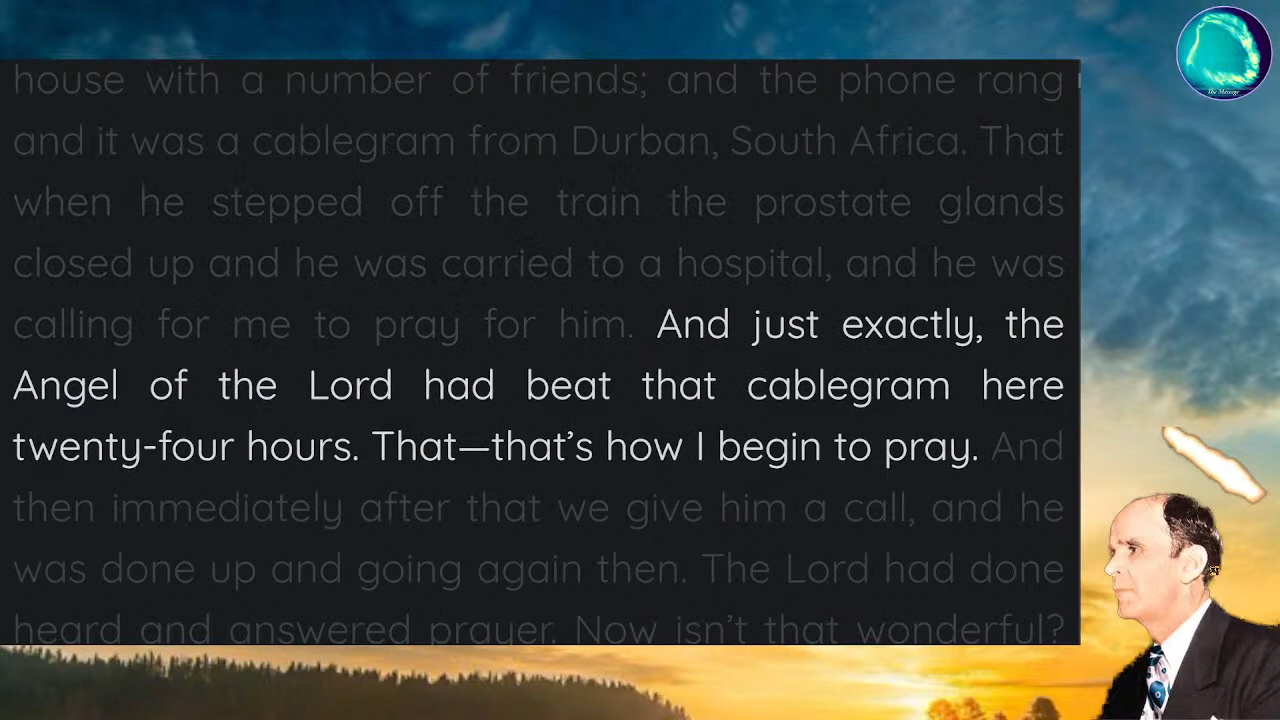 house with a number of friends; and the phone rang
and it was a cablegram from Durban, South Africa. That
when he stepped off the train the prostate glands
closed up and he was carried to a hospital, and he was
calling for me to pray for him. And just exactly, the
Angel of the Lord had beat that cablegram here
twenty-four hours. That—that’s how I begin to pray. And
then immediately after that we give him a call, and he
was done up and going again then. The Lord had done
heard and answered prayer. Now isn’t that wonderful?
The Message